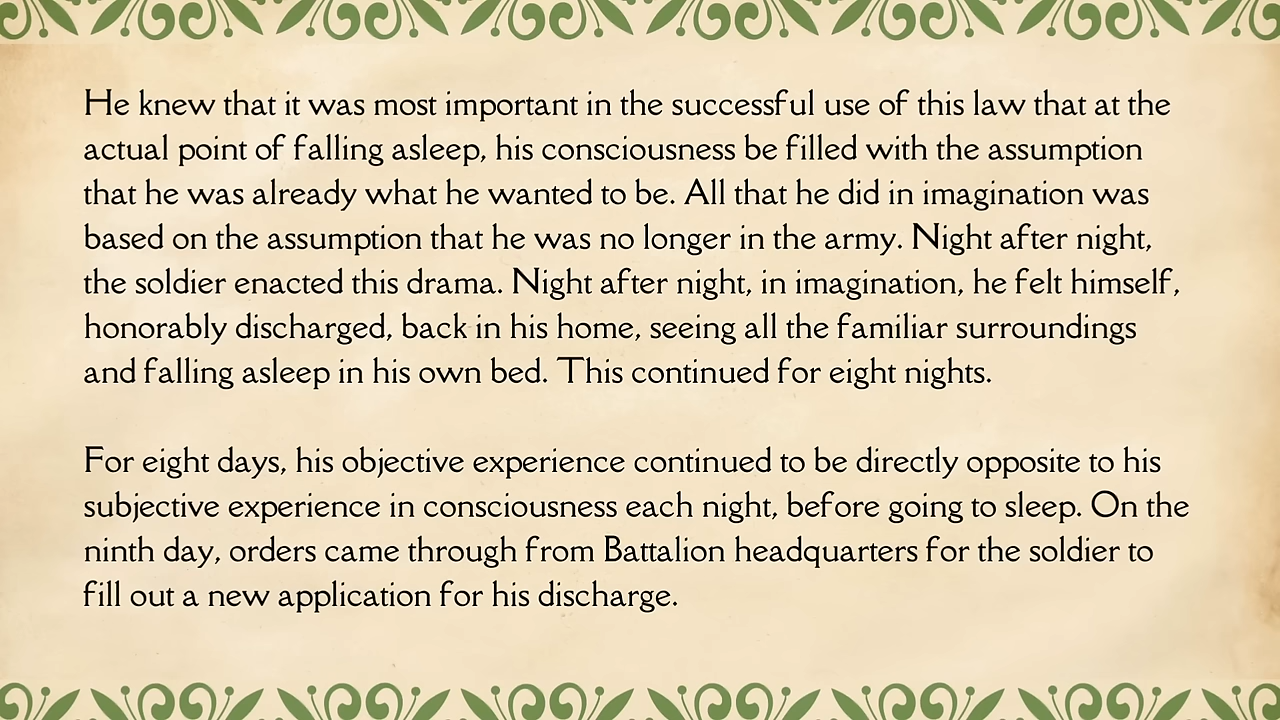 He knew that it was most important in the successful use of this law that at the
actual point of falling asleep, his consciousness be filled with the assumption
that he was already what he wanted to be. All that he did in imagination was
based on the assumption that he was no longer in the army. Night after night,
the soldier enacted this drama. Night after night, in imagination, he felt himself,
honorably discharged, back in his home, seeing all the familiar surroundings
and falling asleep in his own bed. This continued for eight nights.
For eight days, his objective experience continued to be directly opposite to his
subjective experience in consciousness each night, before going to sleep. On the
ninth day, orders came through from Battalion headquarters for the soldier to
fill out a new application for his discharge.